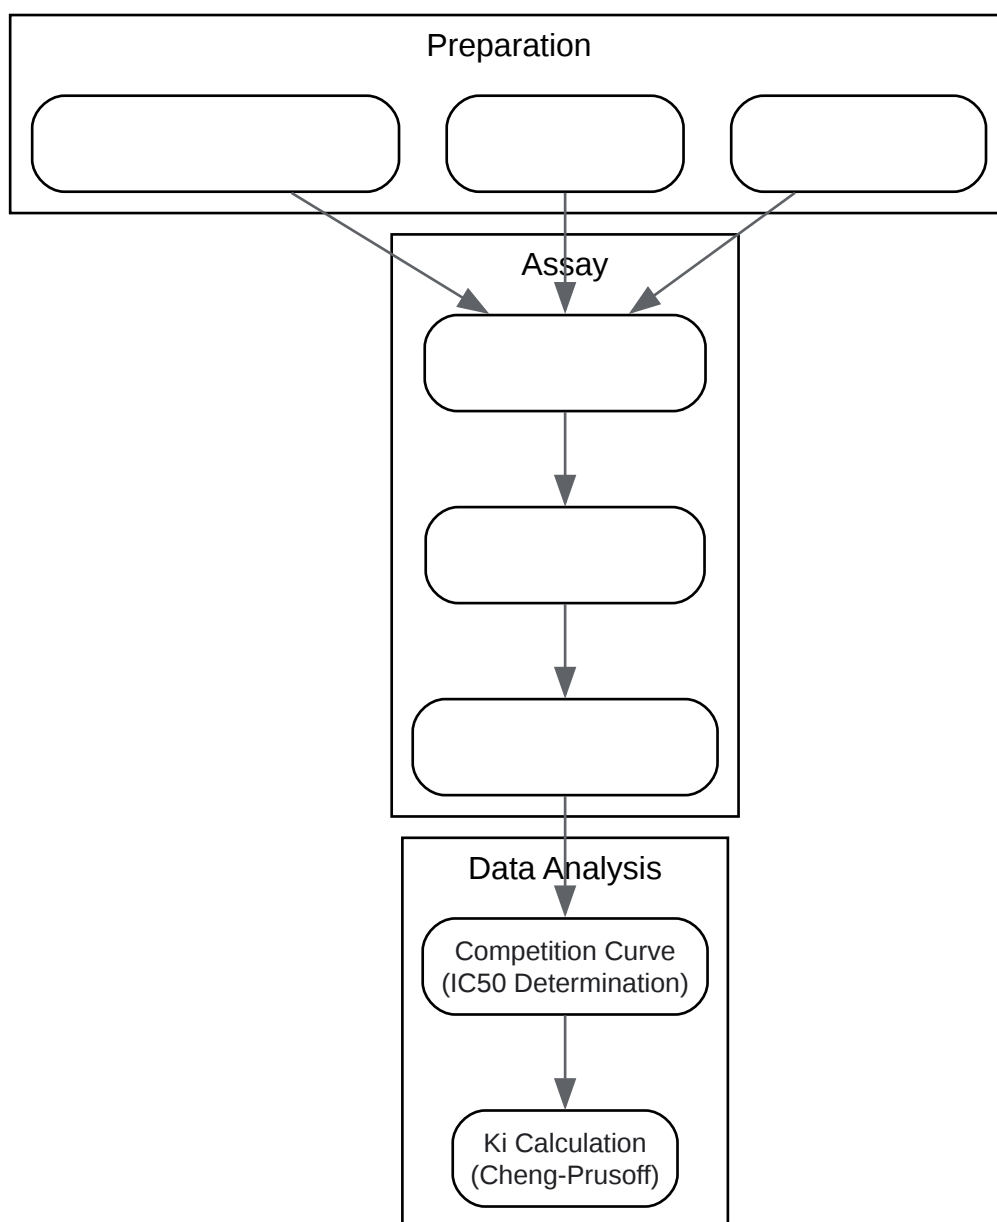 Preparation
Assay
Data Analysis
Competition Curve
(IC50 Determination)
Ki Calculation
(Cheng-Prusoff)